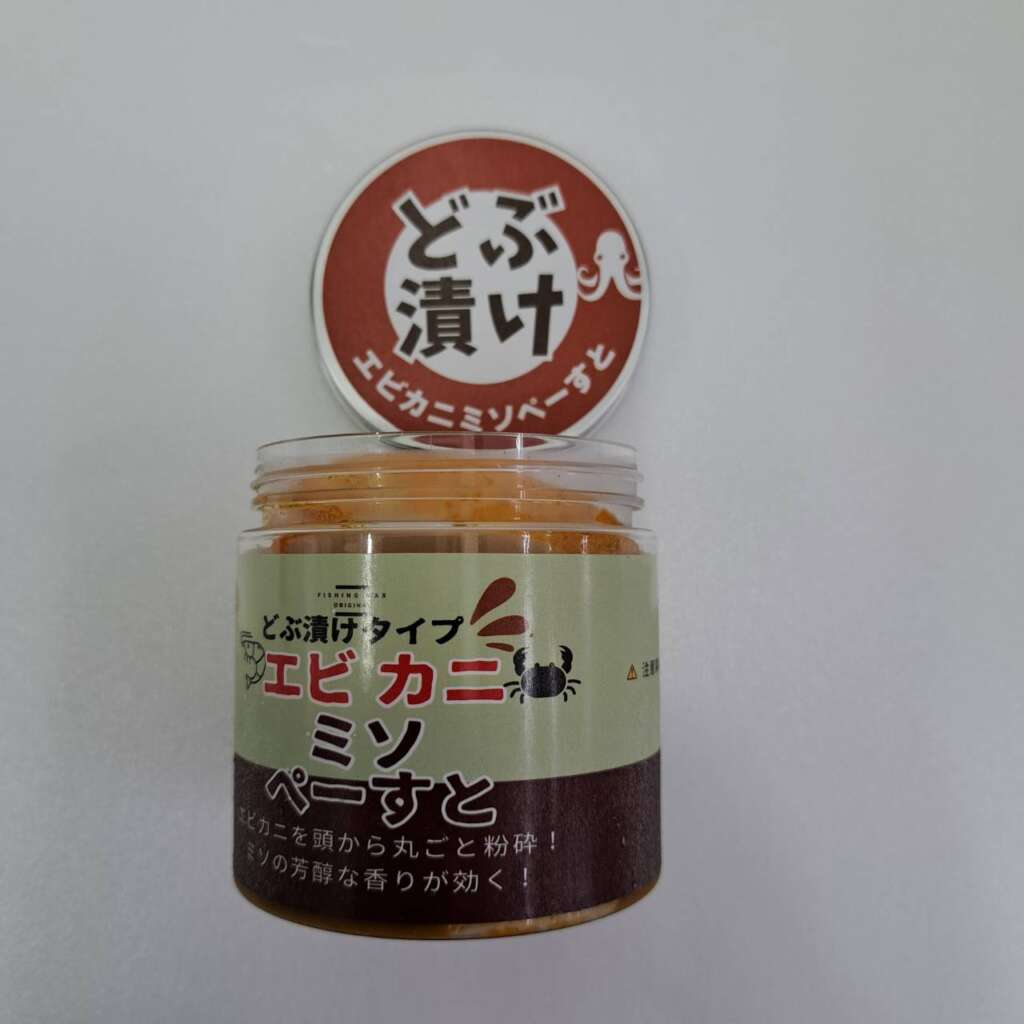 どぶ
漬け
エビカニミソペーすと
FISHING MAX
ORIGINAL
どぶ漬けタイプ
エビ カニ
ミソ
ペーすと
エビカニを頭から丸ごと粉砕！
ミソの芳醇な香りが効く！
注意